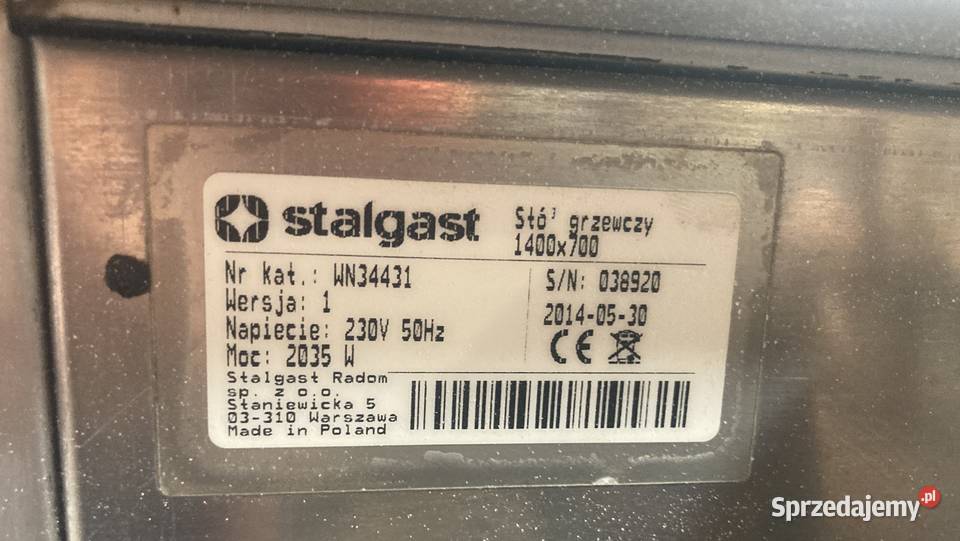 stalgast
Stó³ grzewczy
1400x700
Nr kat.: WN34431
Wersja: 1
Napiecie: 230V 50Hz
Moc: 2035 W
S/N: 038920
2014-05-30
CE
Stalgast Radom
sp. z o.o.
Staniewicka 5
03-310 Warszawa
Made in Poland
Sprzedajemy.pl